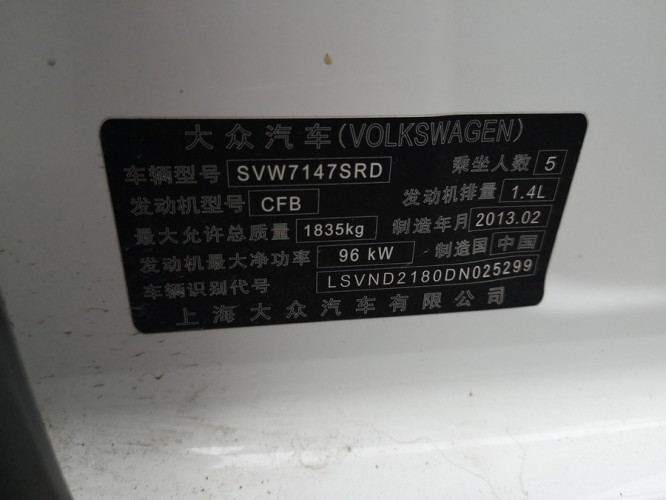 大众汽车(VOLKSWAGEN)
车辆型号 SVW7147SRD 乘坐人数 5
发动机型号 CFB 发动机排量 1.4L
最大允许总质量 1835kg 制造年月 2013.02
发动机最大净功率 96 kW 制造国 中国
车辆识别代号 LSVND2180DN025299
上海大众汽车有限公司